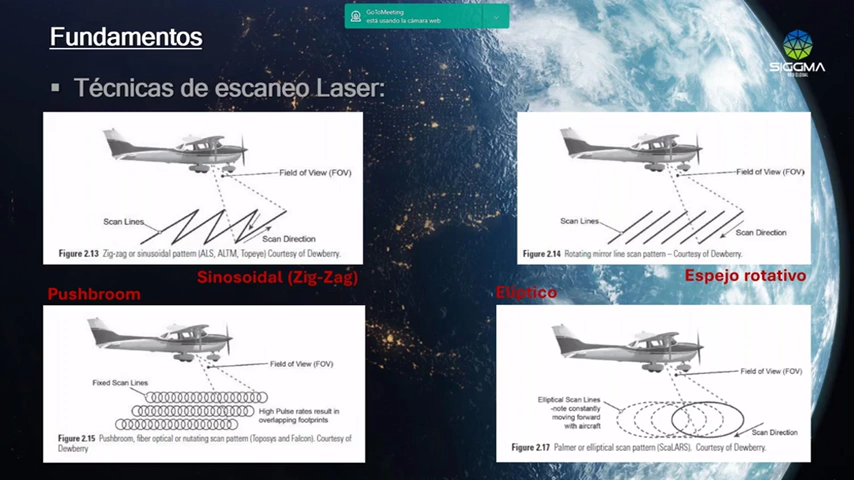 GoToMeeting
está usando la cámara web
Fundamentos
SIGGMA
▪ Técnicas de escaneo Laser:
Field of View (FOV)
Scan Lines
Scan Direction
Figure 2.13 Zig-zag or sinusoidal pattern (ALS, ALTM, Topeye) Courtesy of Dewberry.
Sinosoidal (Zig-Zag)
Field of View (FOV)
Scan Lines
Scan Direction
Figure 2.14 Rotating mirror line scan pattern – Courtesy of Dewberry.
Espejo rotativo
Pushbroom
Field of View (FOV)
Fixed Scan Lines
High Pulse rates result in
overlapping footprints
Figure 2.15 Pushbroom, fiber optical or nutating scan pattern (Toposys and Falcon). Courtesy of
Dewberry
Elíptico
Field of View (FOV)
Elliptical Scan Lines
-note constantly
moving forward
with aircraft
Scan Direction
Figure 2.17 Palmer or elliptical scan pattern (ScaLARS). Courtesy of Dewberry.